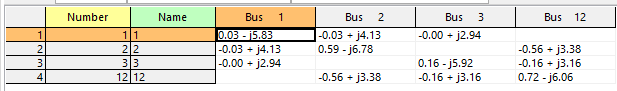 Number Name Bus 1 Bus 2 Bus 3 Bus 12
1 1 1 0.03 - j5.83 -0.03 + j4.13 -0.00 + j2.94
2 2 2 -0.03 + j4.13 0.59 - j6.78 -0.56 + j3.38
3 3 3 -0.00 + j2.94 0.16 - j5.92 -0.16 + j3.16
4 12 12 -0.56 + j3.38 -0.16 + j3.16 0.72 - j6.06